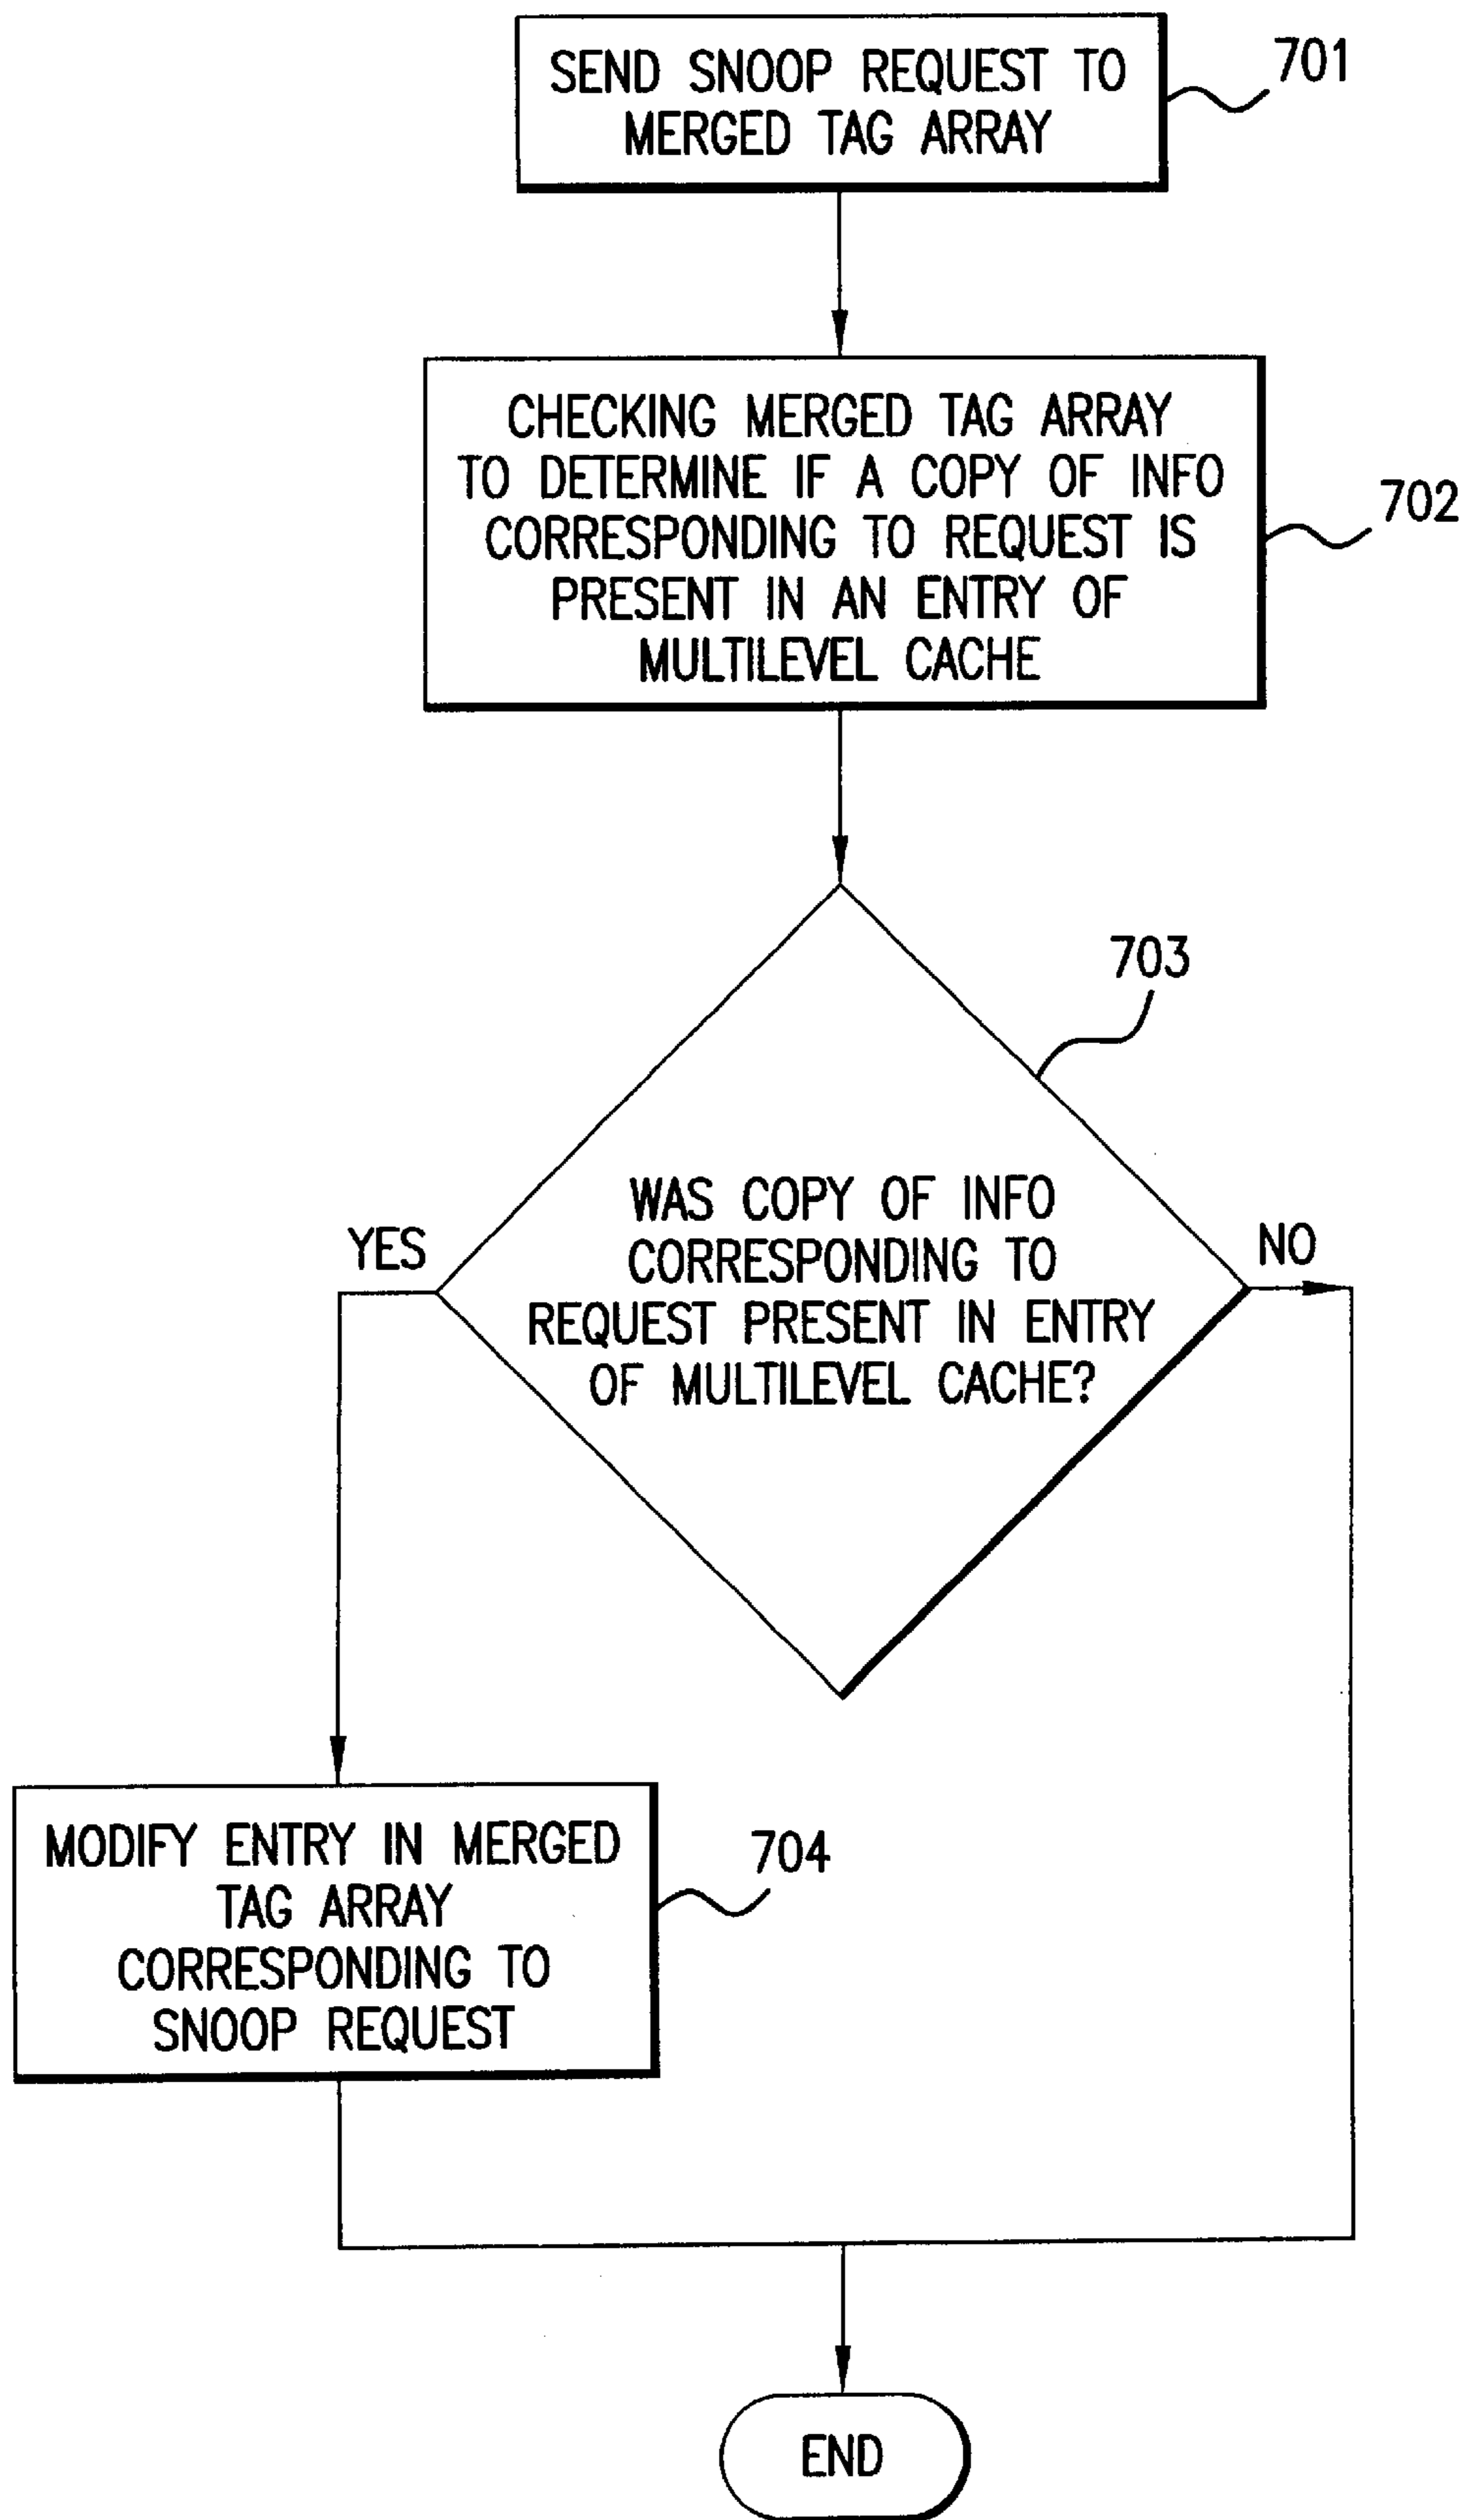 SEND SNOOP REQUEST TO
MERGED TAG ARRAY
701
CHECKING MERGED TAG ARRAY
TO DETERMINE IF A COPY OF INFO
CORRESPONDING TO REQUEST IS
PRESENT IN AN ENTRY OF
MULTILEVEL CACHE
702
703
WAS COPY OF INFO
CORRESPONDING TO
REQUEST PRESENT IN ENTRY
OF MULTILEVEL CACHE?
YES
NO
MODIFY ENTRY IN MERGED
TAG ARRAY
CORRESPONDING TO
SNOOP REQUEST
704
END